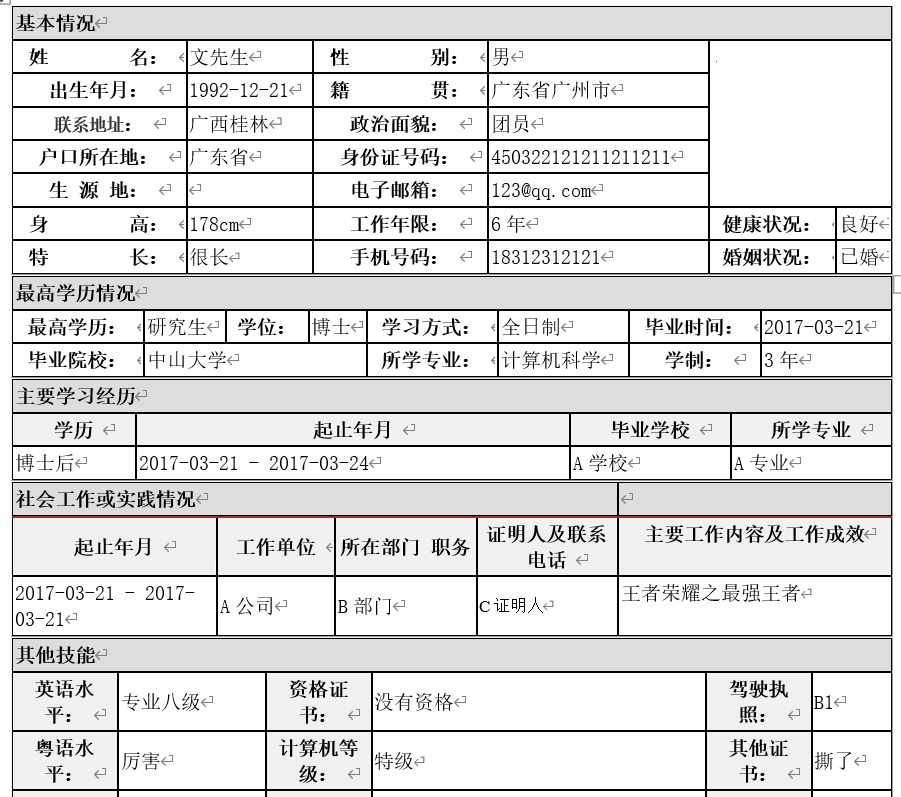 基本情况
姓 名： 文先生 性 别： 男
出生年月： 1992-12-21 籍 贯： 广东省广州市
联系地址： 广西桂林 政治面貌： 团员
户口所在地： 广东省 身份证号码： 450322121211211211
生 源 地： 电子邮箱： 123@qq.com
身 高： 178cm 工作年限： 6 年 健康状况： 良好
特 长： 很长 手机号码： 18312312121 婚姻状况： 已婚
最高学历情况
最高学历： 研究生 学位： 博士 学习方式： 全日制 毕业时间： 2017-03-21
毕业院校： 中山大学 所学专业： 计算机科学 学制： 3 年
主要学习经历
学历 起止年月 毕业学校 所学专业
博士后 2017-03-21 - 2017-03-24 A 学校 A 专业
社会工作或实践情况
起止年月 工作单位 所在部门 职务 证明人及联系
电话 主要工作内容及工作成效
2017-03-21 - 2017-
03-21 A 公司 B 部门 C 证明人 王者荣耀之最强王者
其他技能
英语水
平： 专业八级 资格证
书： 没有资格 驾驶执
照： B1
粤语水
平： 厉害 计算机等
级： 特级 其他证
书： 撕了